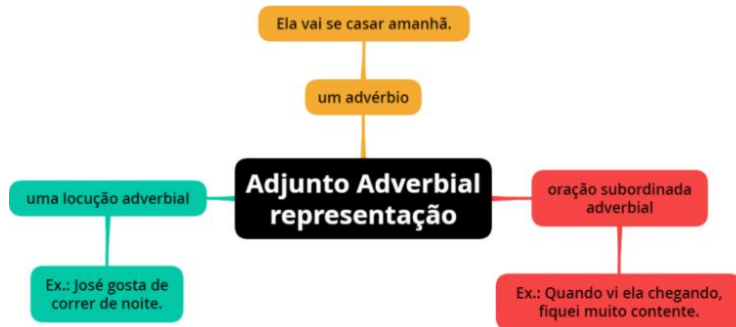 Ela vai se casar amanhã.
um advérbio
Adjunto Adverbial
representação
uma locução adverbial
Ex.: José gosta de
correr de noite.
oração subordinada
adverbial
Ex.: Quando vi ela chegando,
fiquei muito contente.